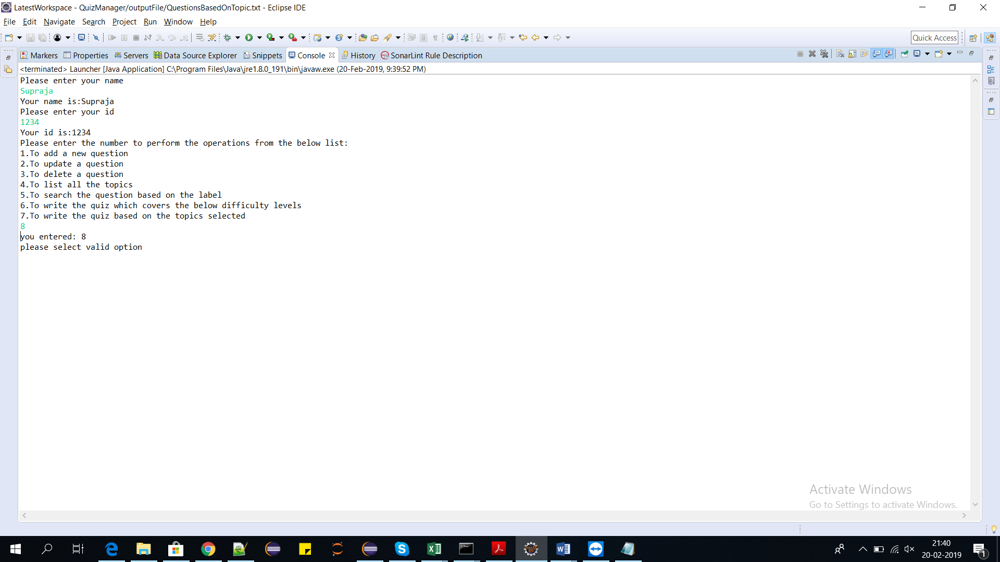 LatestWorkspace - QuizManager/outputFile/QuestionsBasedOnTopic.txt - Eclipse IDE
File Edit Navigate Search Project Run Window Help
Quick Access
Markers Properties Servers Data Source Explorer Snippets Console History SonarLint Rule Description
<terminated> Launcher [Java Application] C:\Program Files\Java\jre1.8.0_191\bin\javaw.exe (20-Feb-2019, 9:39:52 PM)
Please enter your name
Supraja
Your name is:Supraja
Please enter your id
1234
Your id is:1234
Please enter the number to perform the operations from the below list:
1.To add a new question
2.To update a question
3.To delete a question
4.To list all the topics
5.To search the question based on the label
6.To write the quiz which covers the below difficulty levels
7.To write the quiz based on the topics selected
8
you entered: 8
please select valid option
Activate Windows
Go to Settings to activate Windows.
21:40
20-02-2019
1